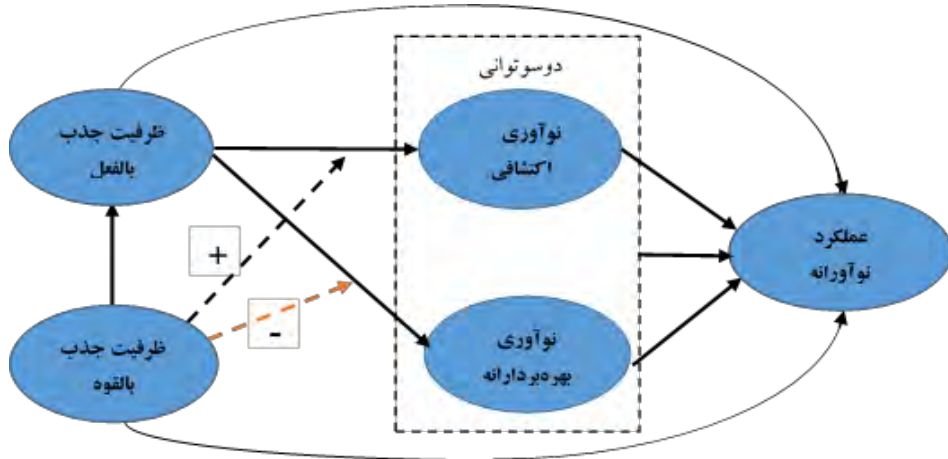 دوسوتوانی
ظرفیت جذب
بالفعل
نوآوری
اکتشافی
عملکرد
نوآورانه
+
-
ظرفیت جذب
بالقوه
نوآوری
بهره‌بردارانه